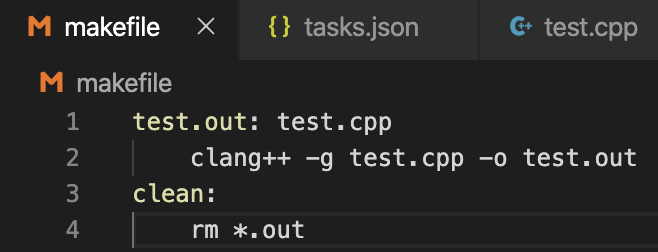 makefile × {} tasks.json C++ test.cpp
M makefile
1 test.out: test.cpp
2 clang++ -g test.cpp -o test.out
3 clean:
4 rm *.out